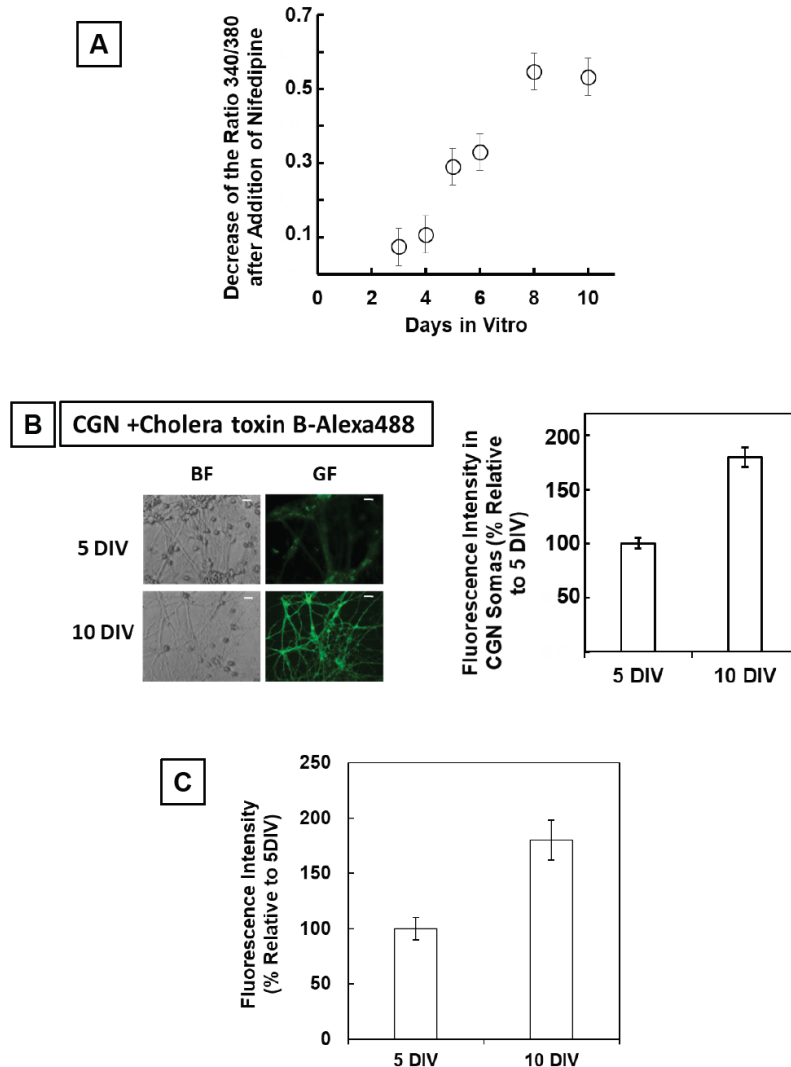 A
Decrease of the Ratio 340/380
after Addition of Nifedipine
0.7
0.5
0.3
0.1
0 2 4 6 8 10
Days in Vitro
B
CGN +Cholera toxin B-Alexa488
BF GF
5 DIV
10 DIV
Fluorescence Intensity in
CGN Somas (% Relative
to 5 DIV)
200
150
100
50
5 DIV 10 DIV
C
Fluorescence Intensity
(% Relative to 5DIV)
250
200
150
100
50
0
5 DIV 10 DIV